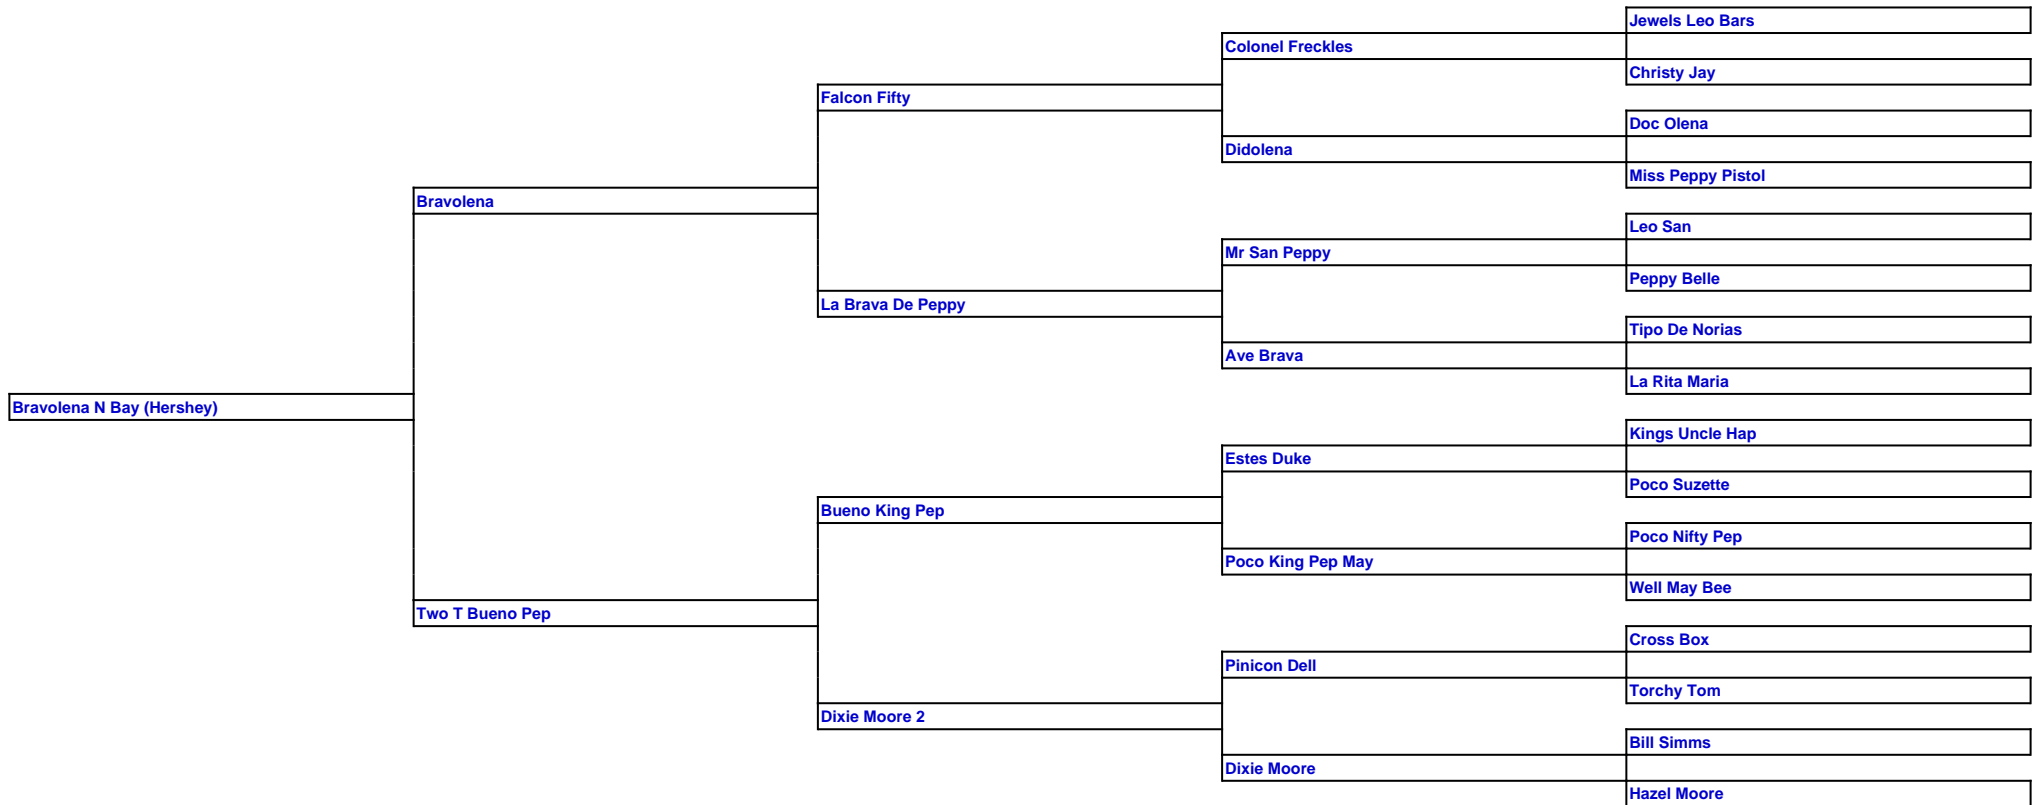 Jewels Leo Bars
Colonel Freckles
Christy Jay
Falcon Fifty
Doc Olena
Didolena
Miss Peppy Pistol
Bravolena
Leo San
Mr San Peppy
Peppy Belle
La Brava De Peppy
Tipo De Norias
Ave Brava
La Rita Maria
Bravolena N Bay (Hershey)
Kings Uncle Hap
Estes Duke
Poco Suzette
Bueno King Pep
Poco Nifty Pep
Poco King Pep May
Well May Bee
Two T Bueno Pep
Cross Box
Pinicon Dell
Torchy Tom
Dixie Moore 2
Bill Simms
Dixie Moore
Hazel Moore